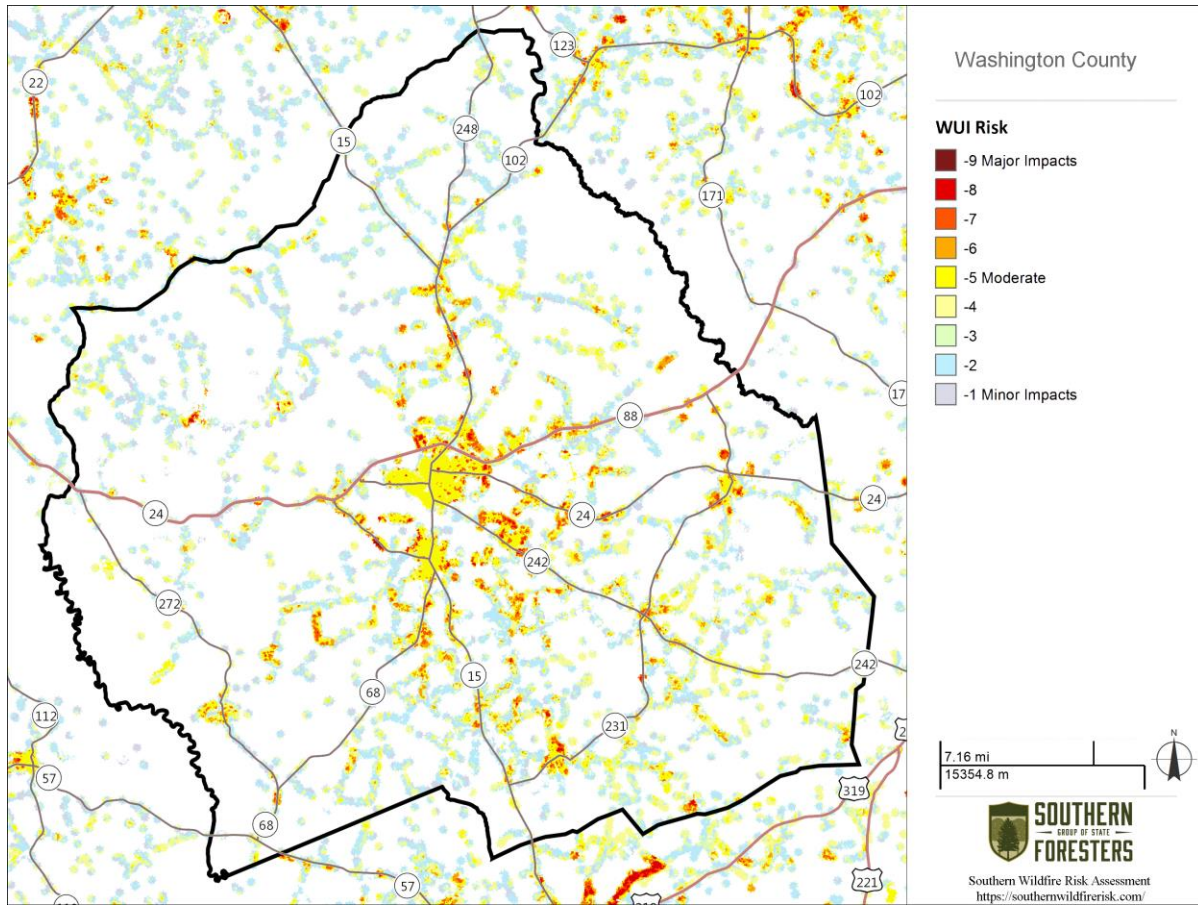 Washington County
WUI Risk
-9 Major Impacts
-8
-7
-6
-5 Moderate
-4
-3
-2
-1 Minor Impacts
123
22
102
248
15
102
171
17
88
24
24
24
242
272
242
68
15
112
231
57
319
68
57
221
7.16 mi
15354.8 m
N
SOUTHERN
GROUP OF STATE
FORESTERS
Southern Wildfire Risk Assessment
https://southernwildfirerisk.com/